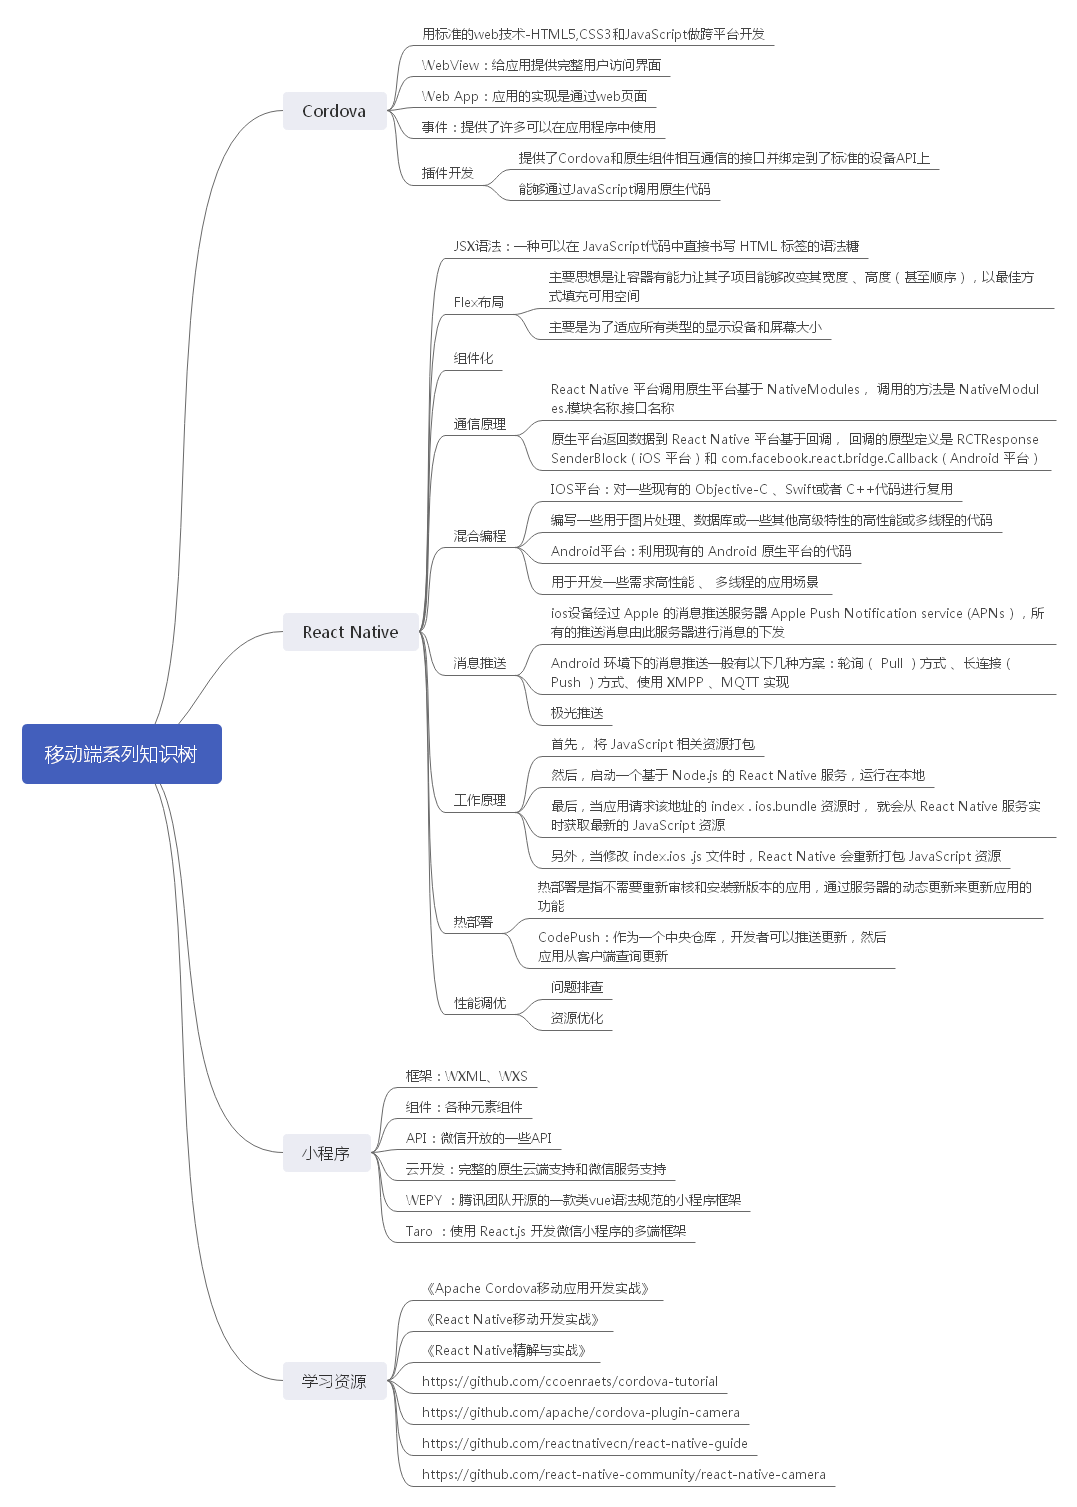 移动端系列知识树
Cordova
用标准的web技术-HTML5,CSS3和JavaScript做跨平台开发
WebView：给应用提供完整用户访问界面
Web App：应用的实现是通过web页面
事件：提供了许多可以在应用程序中使用
插件开发
提供了Cordova和原生组件相互通信的接口并绑定到了标准的设备API上
能够通过JavaScript调用原生代码
React Native
JSX语法：一种可以在 JavaScript代码中直接书写 HTML 标签的语法糖
Flex布局
主要思想是让容器有能力让其子项目能够改变其宽度 、高度（甚至顺序），以最佳方
式填充可用空间
主要是为了适应所有类型的显示设备和屏幕大小
组件化
通信原理
React Native 平台调用原生平台基于 NativeModules， 调用的方法是 NativeModul
es.模块名称.接口名称
原生平台返回数据到 React Native 平台基于回调， 回调的原型定义是 RCTResponse
SenderBlock（iOS 平台）和 com.facebook.react.bridge.Callback（Android 平台）
混合编程
IOS平台：对一些现有的 Objective-C 、Swift或者 C++代码进行复用
编写一些用于图片处理、数据库或一些其他高级特性的高性能或多线程的代码
Android平台：利用现有的 Android 原生平台的代码
用于开发一些需求高性能 、 多线程的应用场景
消息推送
ios设备经过 Apple 的消息推送服务器 Apple Push Notification service (APNs ），所
有的推送消息由此服务器进行消息的下发
Android 环境下的消息推送一般有以下几种方案：轮询（ Pull ）方式 、长连接（
Push ）方式、使用 XMPP 、MQTT 实现
极光推送
工作原理
首先， 将 JavaScript 相关资源打包
然后，启动一个基于 Node.js 的 React Native 服务，运行在本地
最后，当应用请求该地址的 index . ios.bundle 资源时， 就会从 React Native 服务实
时获取最新的 JavaScript 资源
另外，当修改 index.ios .js 文件时，React Native 会重新打包 JavaScript 资源
热部署
热部署是指不需要重新审核和安装新版本的应用，通过服务器的动态更新来更新应用的
功能
CodePush：作为一个中央仓库，开发者可以推送更新，然后
应用从客户端查询更新
性能调优
问题排查
资源优化
小程序
框架：WXML、WXS
组件：各种元素组件
API：微信开放的一些API
云开发：完整的原生云端支持和微信服务支持
WEPY ：腾讯团队开源的一款类vue语法规范的小程序框架
Taro ：使用 React.js 开发微信小程序的多端框架
学习资源
《Apache Cordova移动应用开发实战》
《React Native移动开发实战》
《React Native精解与实战》
https://github.com/ccoenraets/cordova-tutorial
https://github.com/apache/cordova-plugin-camera
https://github.com/reactnativecn/react-native-guide
https://github.com/react-native-community/react-native-camera